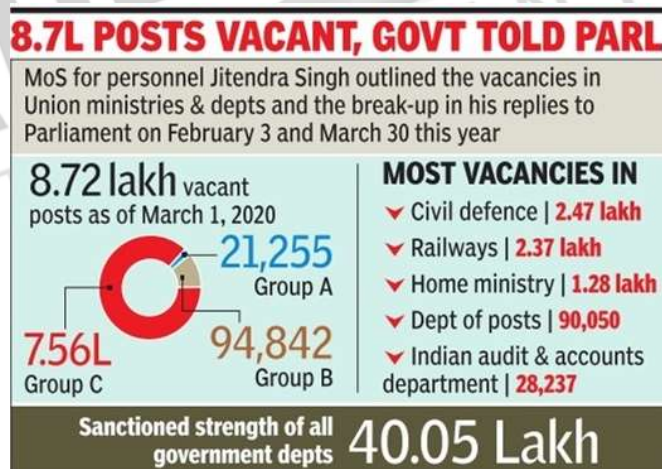 8.7L POSTS VACANT, GOVT TOLD PARL
MoS for personnel Jitendra Singh outlined the vacancies in
Union ministries & depts and the break-up in his replies to
Parliament on February 3 and March 30 this year
8.72 lakh vacant
posts as of March 1, 2020
21,255
Group A
94,842
Group B
7.56L
Group C
MOST VACANCIES IN
Civil defence | 2.47 lakh
Railways | 2.37 lakh
Home ministry | 1.28 lakh
Dept of posts | 90,050
Indian audit & accounts
department | 28,237
Sanctioned strength of all
government depts
40.05 Lakh